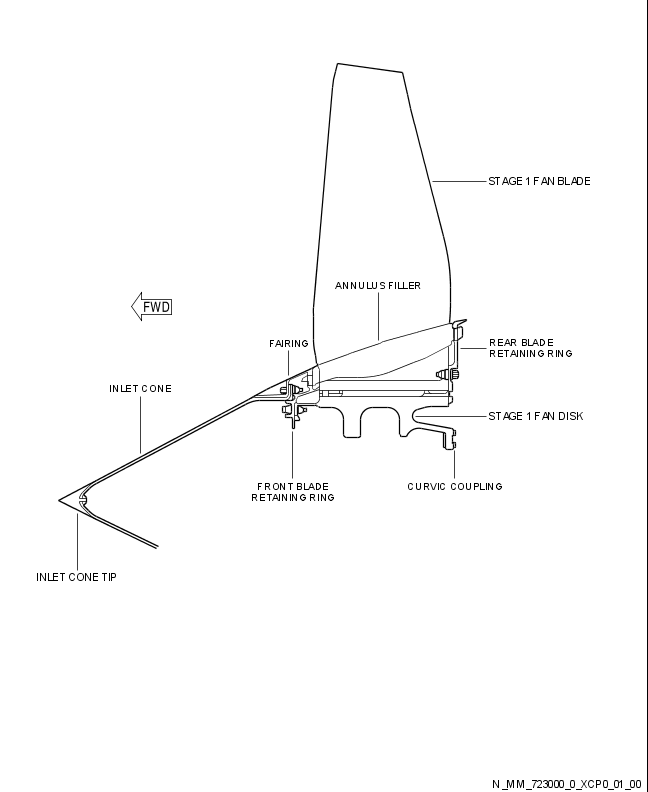 STAGE 1 FAN BLADE
ANNULUS FILLER
FWD
FAIRING
REAR BLADE
RETAINING RING
INLET CONE
STAGE 1 FAN DISK
FRONT BLADE
RETAINING RING
CURVIC COUPLING
INLET CONE TIP
N_MM_723000_0_XCP0_01_00